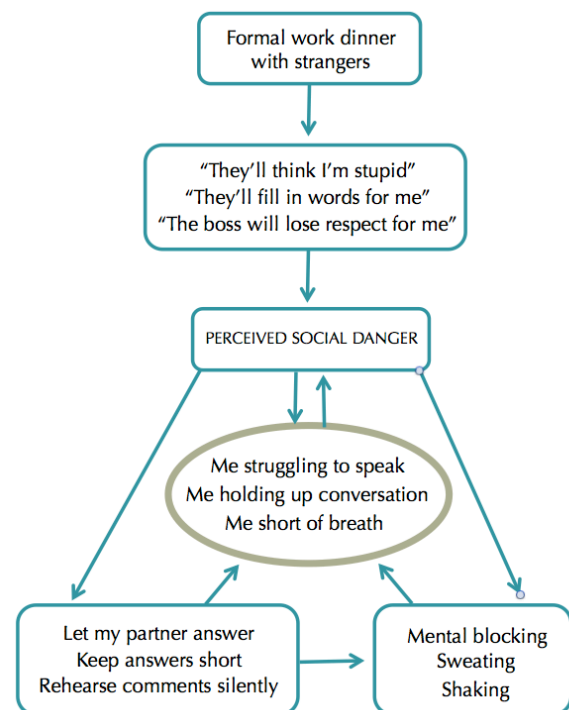 Formal work dinner
with strangers
“They’ll think I’m stupid”
“They’ll fill in words for me”
“The boss will lose respect for me”
PERCEIVED SOCIAL DANGER
Me struggling to speak
Me holding up conversation
Me short of breath
Let my partner answer
Keep answers short
Rehearse comments silently
Mental blocking
Sweating
Shaking